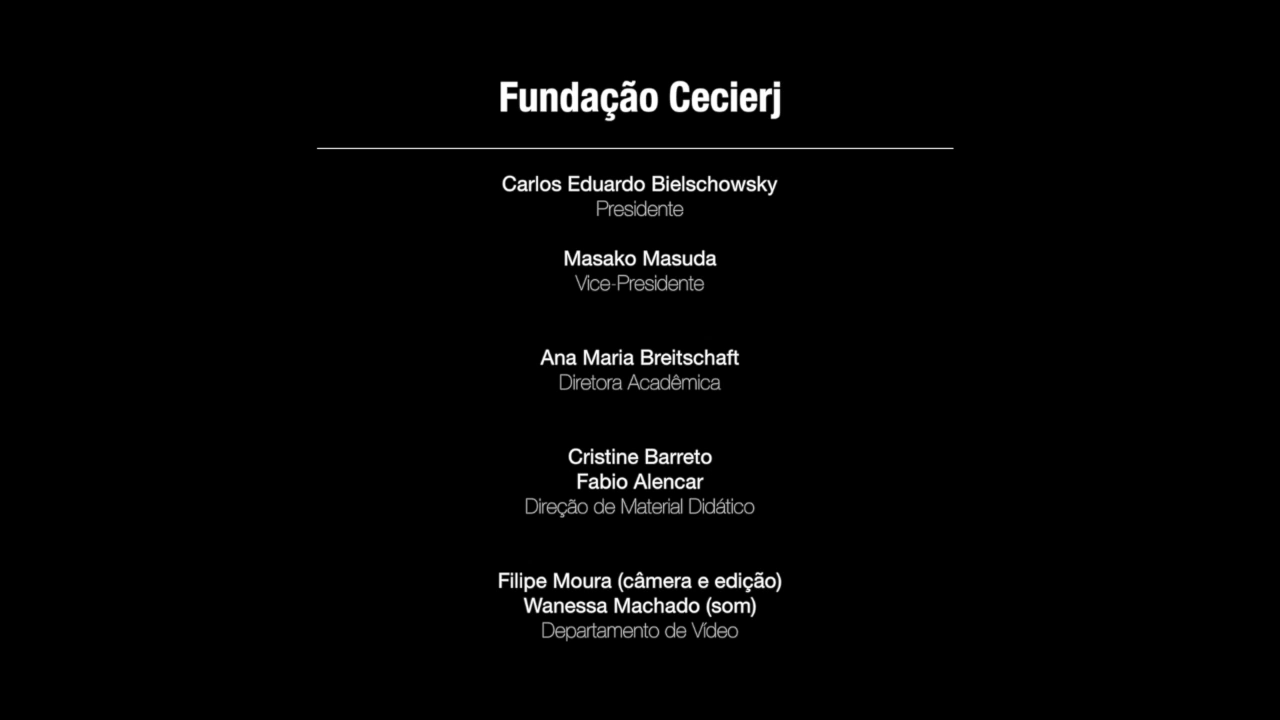 Fundação Cecierj
Carlos Eduardo Bielschowsky
Presidente
Masako Masuda
Vice-Presidente
Ana Maria Breitschaft
Diretora Acadêmica
Cristine Barreto
Fabio Alencar
Direção de Material Didático
Filipe Moura (câmera e edição)
Wanessa Machado (som)
Departamento de Vídeo